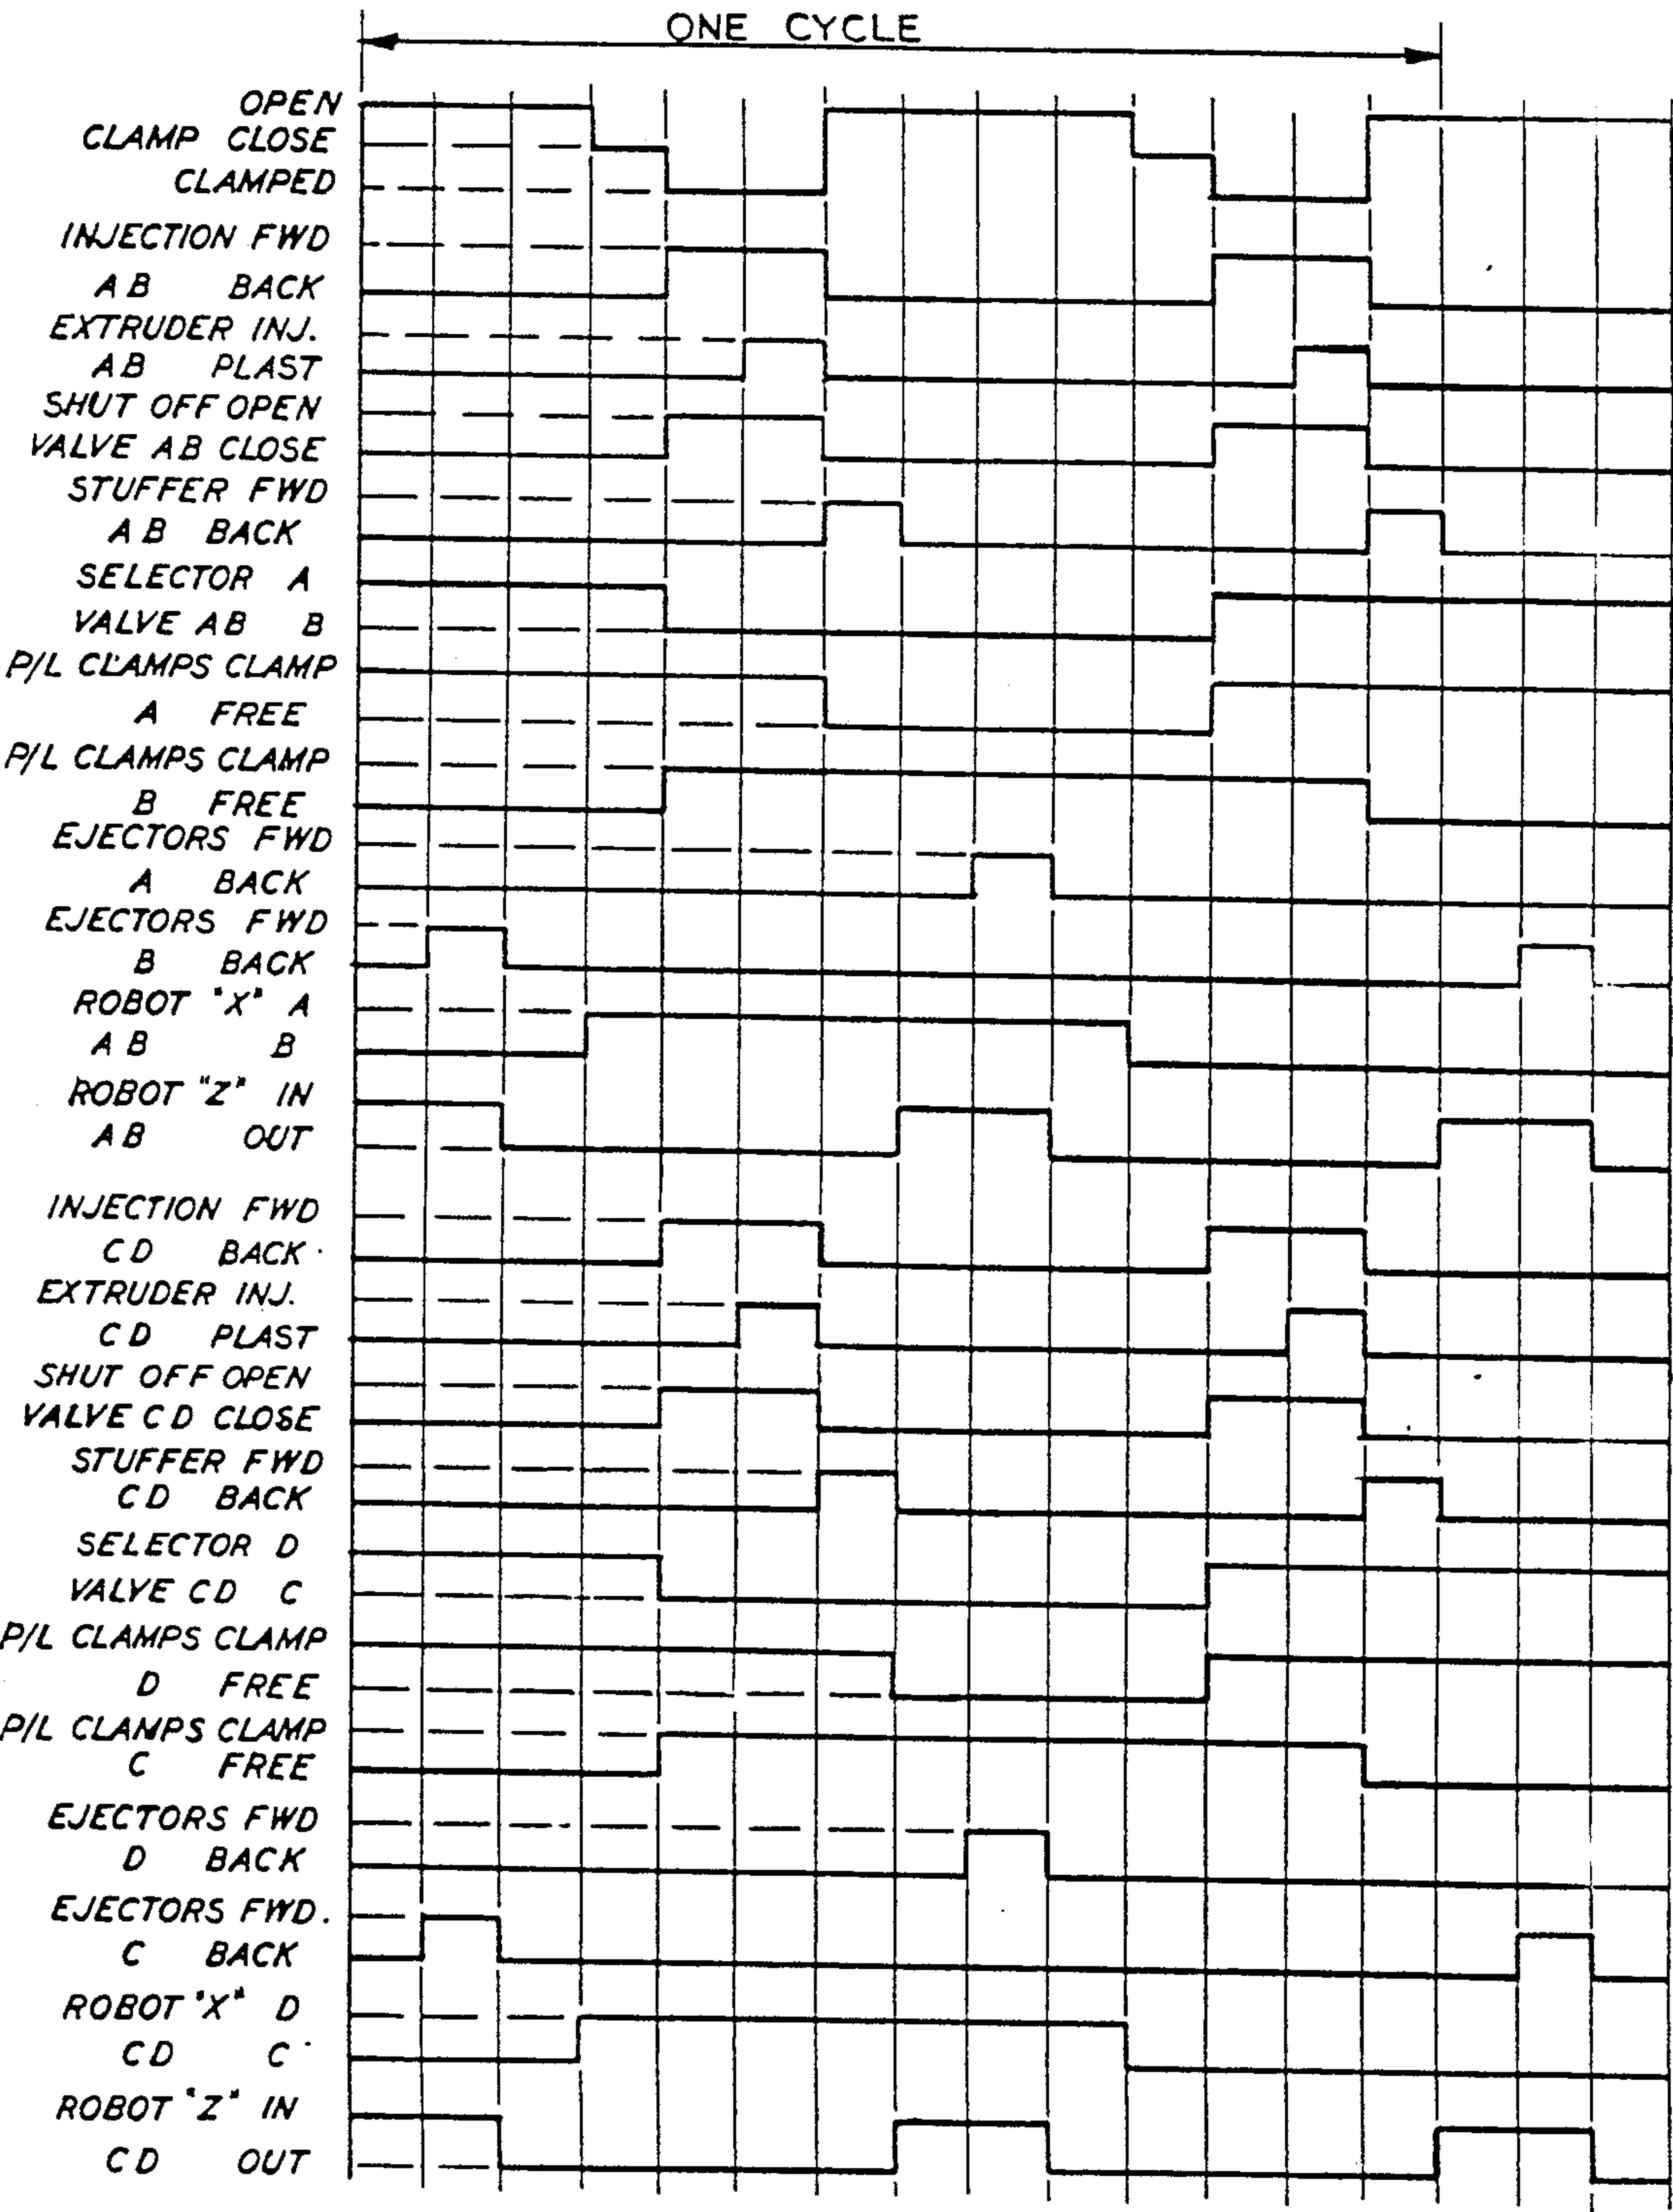 ONE CYCLE
OPEN
CLAMP CLOSE
CLAMPED
INJECTION FWD
AB BACK
EXTRUDER INJ.
AB PLAST
SHUT OFF OPEN
VALVE AB CLOSE
STUFFER FWD
AB BACK
SELECTOR A
VALVE AB B
P/L CLAMPS CLAMP
A FREE
P/L CLAMPS CLAMP
B FREE
EJECTORS FWD
A BACK
EJECTORS FWD
B BACK
ROBOT "X" A
AB B
ROBOT "Z" IN
AB OUT
INJECTION FWD
CD BACK
EXTRUDER INJ.
CD PLAST
SHUT OFF OPEN
VALVE CD CLOSE
STUFFER FWD
CD BACK
SELECTOR D
VALVE CD C
P/L CLAMPS CLAMP
D FREE
P/L CLAMPS CLAMP
C FREE
EJECTORS FWD
D BACK
EJECTORS FWD.
C BACK
ROBOT "X" D
CD C
ROBOT "Z" IN
CD OUT